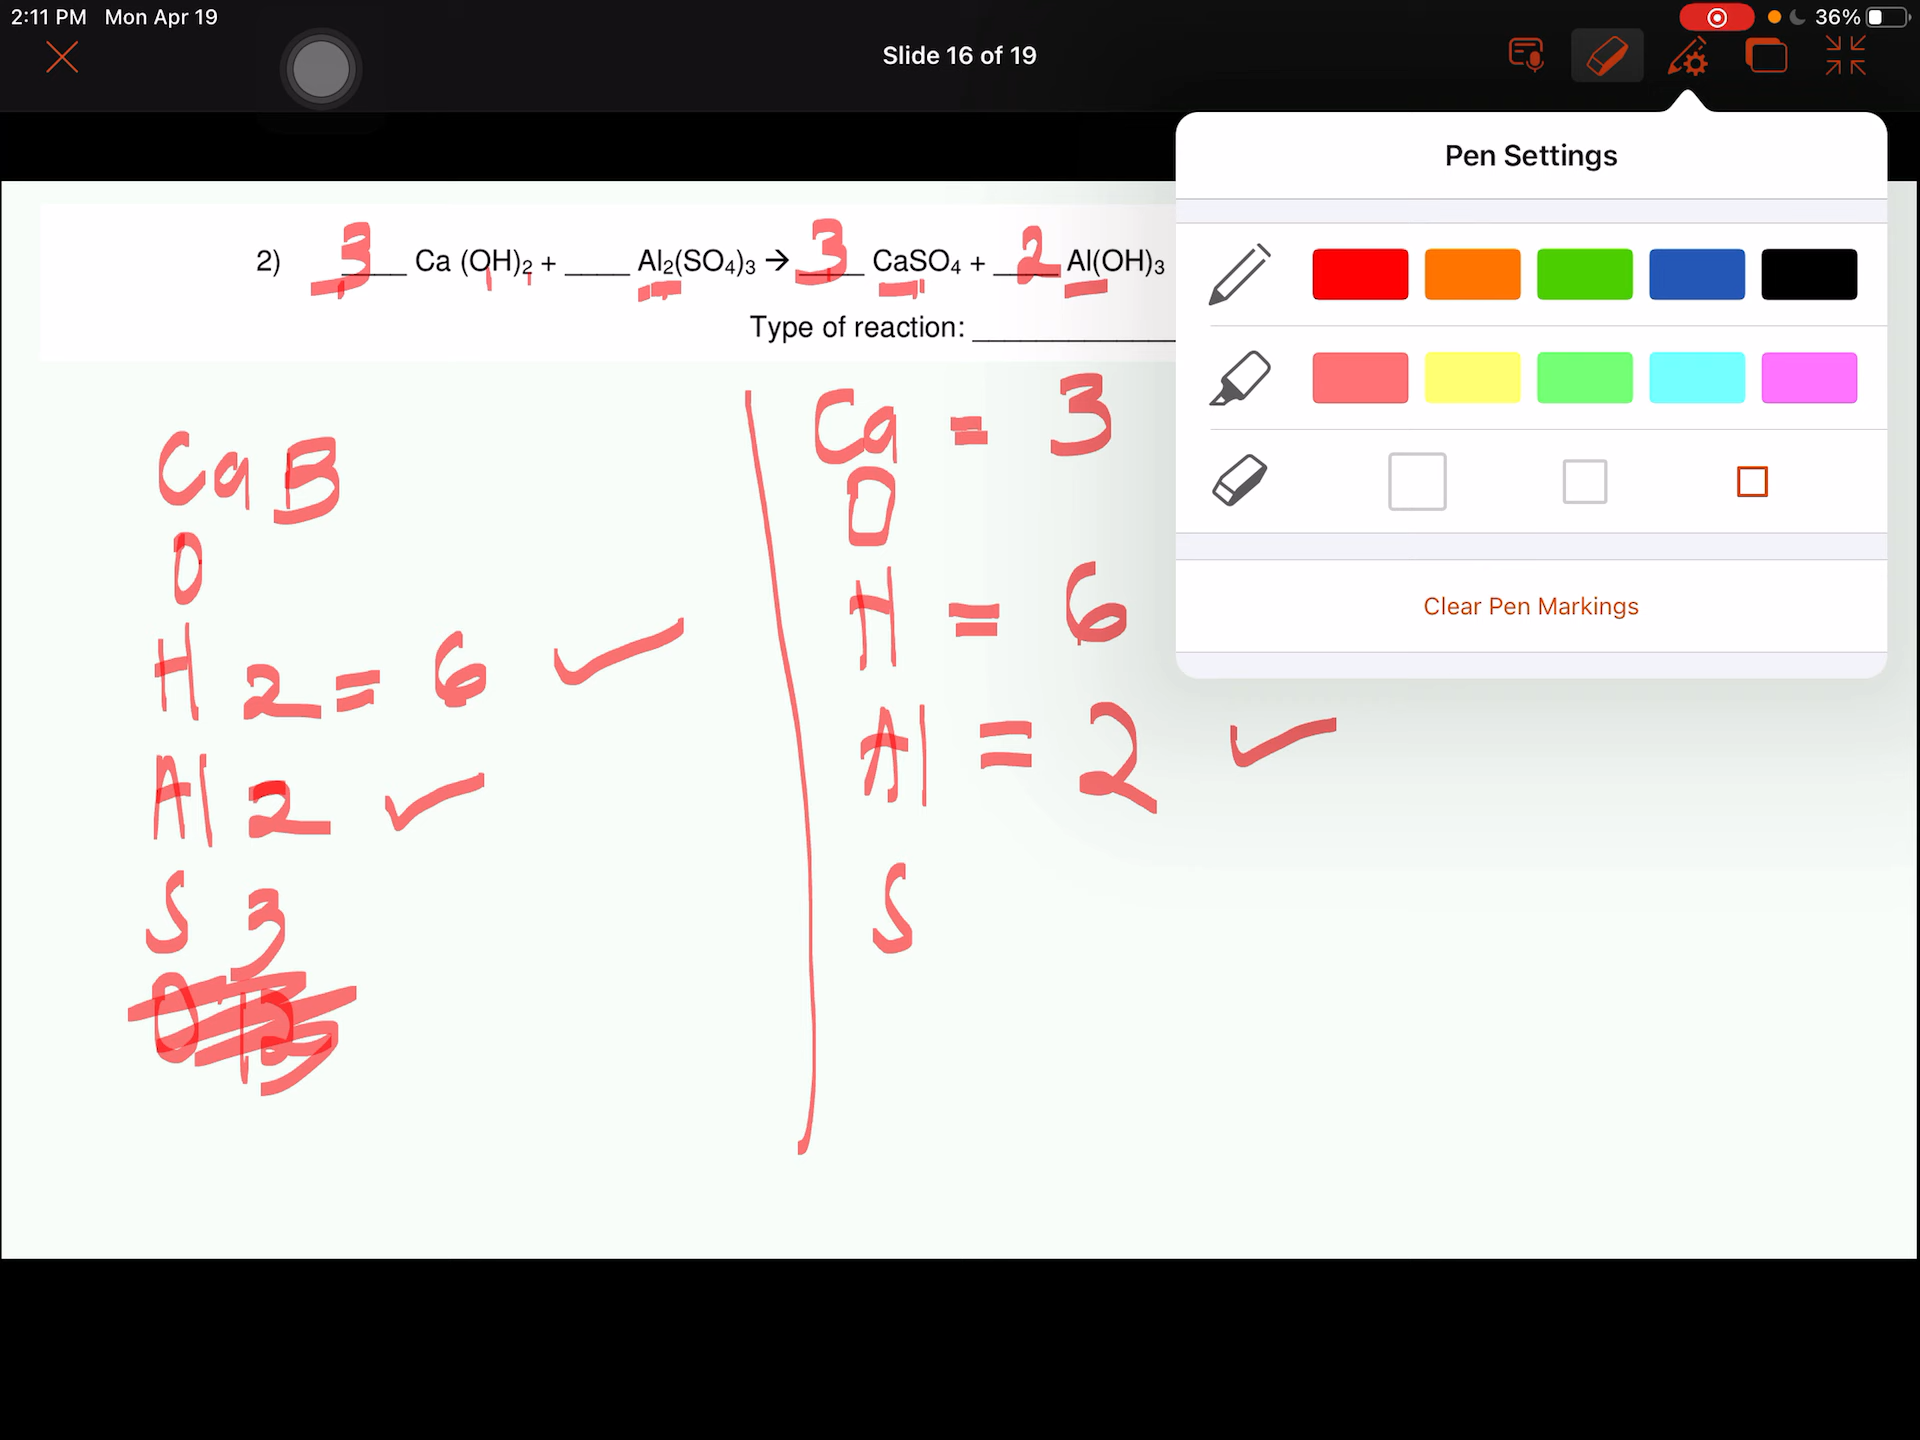 2:11 PM Mon Apr 19
36%
Slide 16 of 19
Pen Settings
2) 3 Ca (OH)2 + ____ Al2(SO4)3 → 3 CaSO4 + 2 Al(OH)3
Type of reaction: ______________
Clear Pen Markings
Ca
O
H 2 = 6 ✓
Al 2 ✓
S 3
Ca = 3
O
H = 6
Al = 2 ✓
S